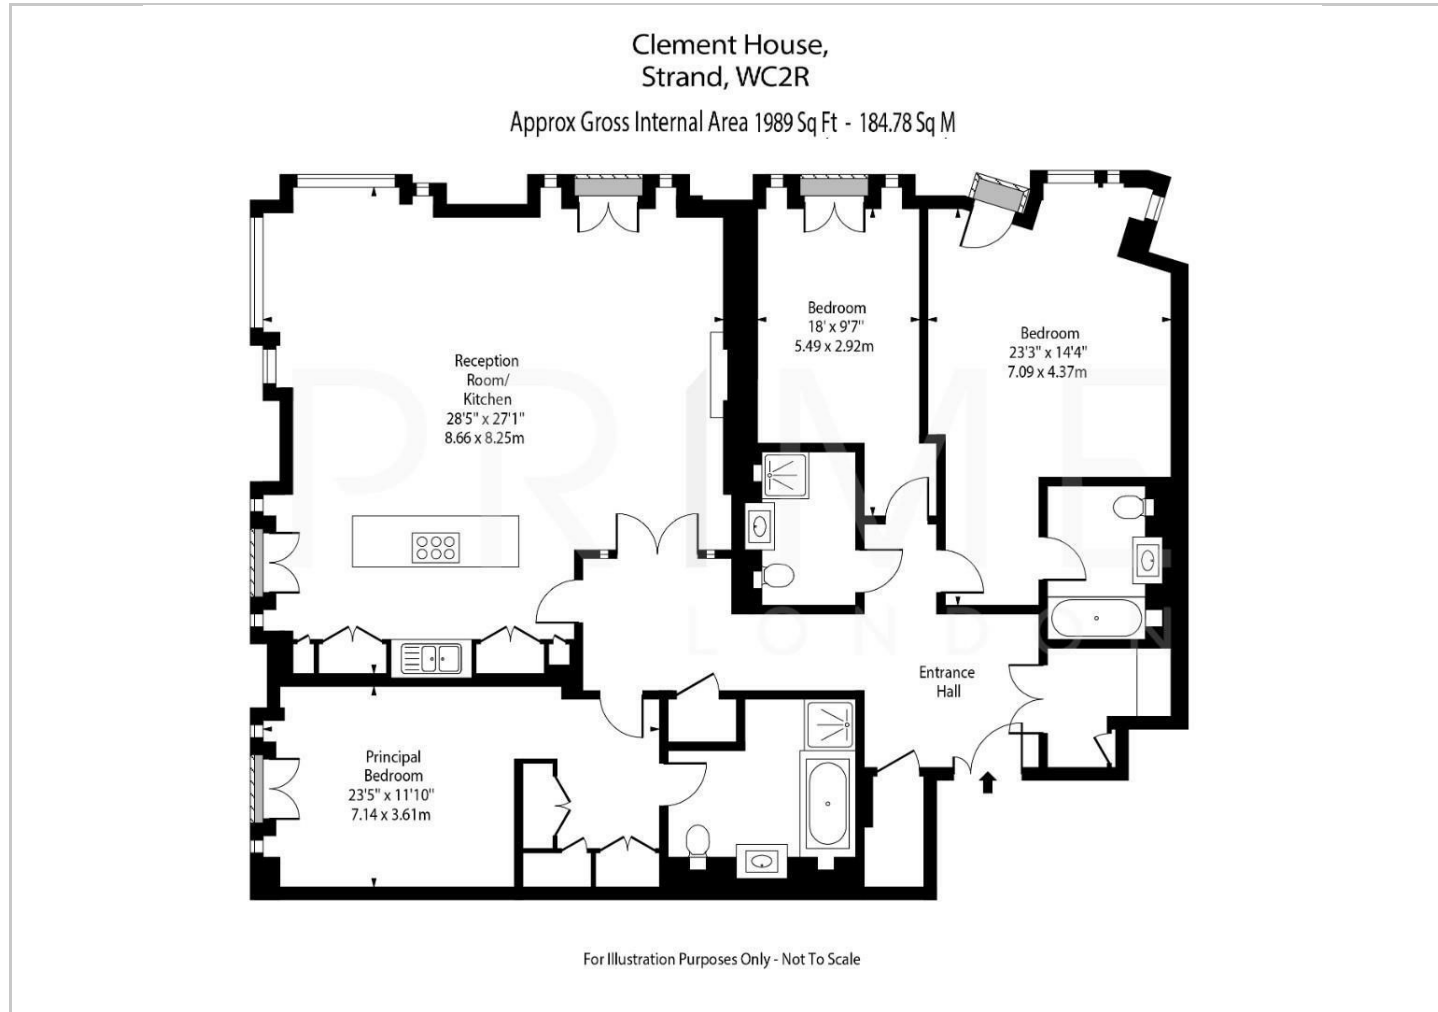 Clement House,
Strand, WC2R
Approx Gross Internal Area 1989 Sq Ft - 184.78 Sq M
Bedroom
18' x 9'7"
5.49 x 2.92m
Bedroom
23'3" x 14'4"
7.09 x 4.37m
Reception
Room/
Kitchen
28'5" x 27'1"
8.66 x 8.25m
PRIME
LONDON
Entrance
Hall
Principal
Bedroom
23'5" x 11'10"
7.14 x 3.61m
For Illustration Purposes Only - Not To Scale